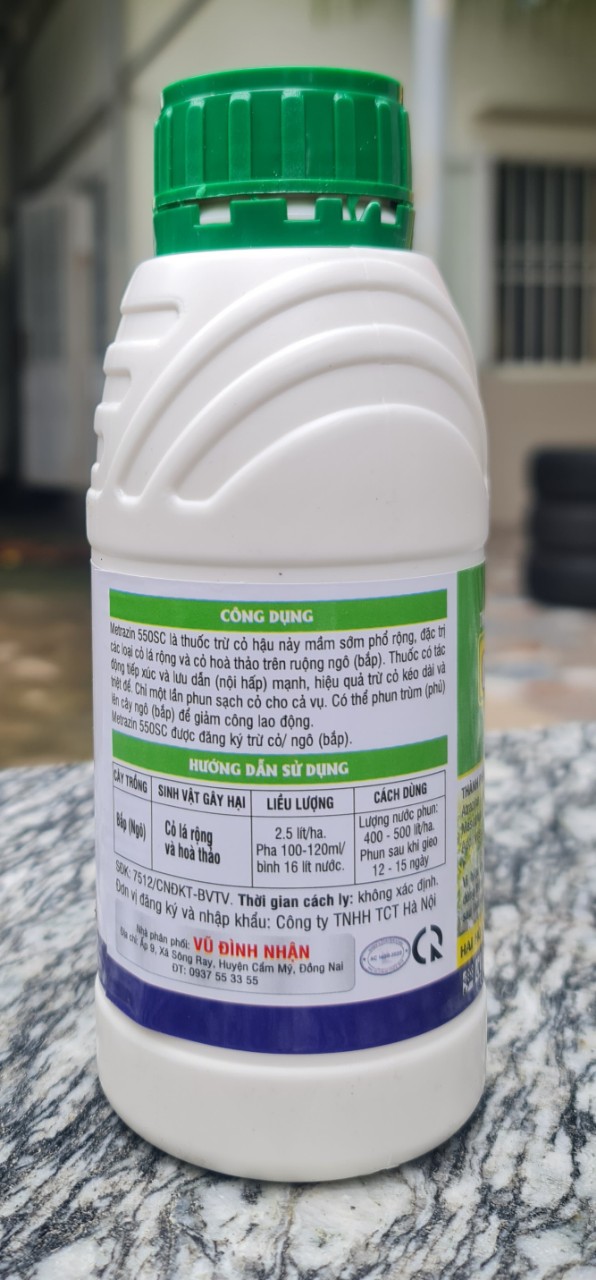 CÔNG DỤNG
Metrazin 550SC là thuốc trừ cỏ hậu nảy mầm sớm phổ rộng, đặc trị
các loại cỏ lá rộng và cỏ hoà thảo trên ruộng ngô (bắp). Thuốc có tác
động tiếp xúc và lưu dẫn (nội hấp) mạnh, hiệu quả trừ cỏ kéo dài và
triệt để. Chỉ một lần phun sạch cỏ cho cả vụ. Có thể phun trùm (phủ)
lên cây ngô (bắp) để giảm công lao động.
Metrazin 550SC được đăng ký trừ cỏ/ ngô (bắp).
HƯỚNG DẪN SỬ DỤNG
CÂY TRỒNG SINH VẬT GÂY HẠI LIỀU LƯỢNG CÁCH DÙNG
Bắp (Ngô)
Cỏ lá rộng
và hoà thảo
2.5 lít/ha.
Pha 100-120ml/
bình 16 lít nước.
Lượng nước phun:
400 - 500 lít/ha.
Phun sau khi gieo
12 - 15 ngày
SĐK: 7512/CNĐKT-BVTV. Thời gian cách ly: không xác định.
Đơn vị đăng ký và nhập khẩu: Công ty TNHH TCT Hà Nội
Nhà phân phối: VŨ ĐÌNH NHẬN
Địa chỉ: Ấp 9, Xã Sông Ray, Huyện Cẩm Mỹ, Đồng Nai
ĐT: 0937 55 33 55